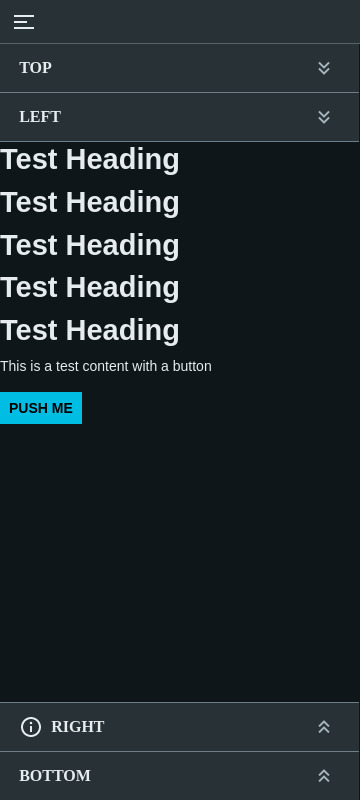 TOP
LEFT
Test Heading
Test Heading
Test Heading
Test Heading
Test Heading
This is a test content with a button
PUSH ME
RIGHT
BOTTOM